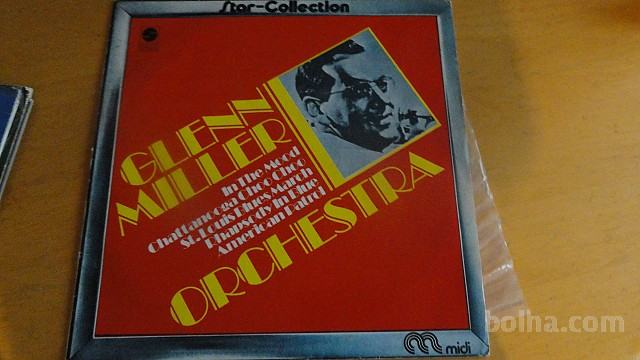 Star-Collection
GLENN
MILLER
In The Mood
Chattanooga Choo Choo
St. Louis Blues March
Rhapsody In Blue
American Patrol
ORCHESTRA
midi
bolha.com